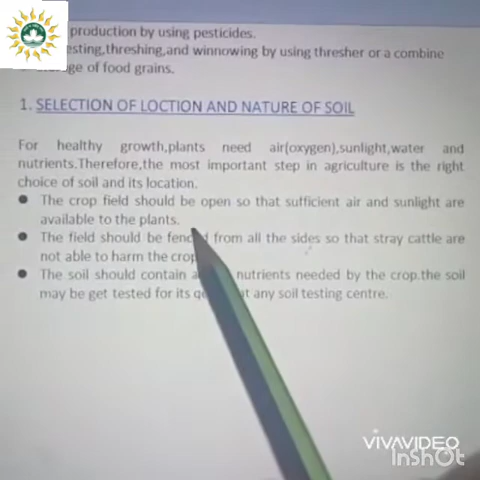 production by using pesticides.
esting,threshing,and winnowing by using thresher or a combine
ge of food grains.
1. SELECTION OF LOCTION AND NATURE OF SOIL
For healthy growth,plants need air(oxygen),sunlight,water and
nutrients.Therefore,the most important step in agriculture is the right
choice of soil and its location.
● The crop field should be open so that sufficient air and sunlight are
available to the plants.
● The field should be fenc d from all the sides so that stray cattle are
not able to harm the crop
● The soil should contain a nutrients needed by the crop.the soil
may be get tested for its q t any soil testing centre.
VIVAVIDEO
InShOt